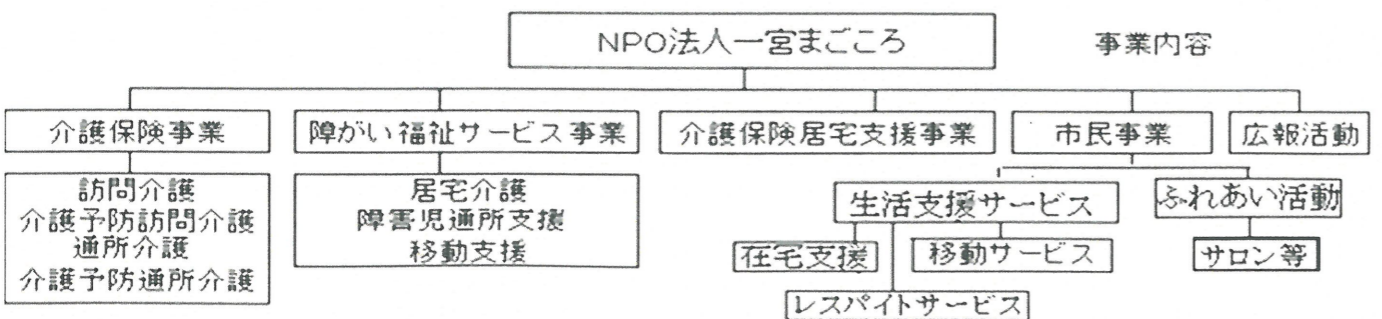 NPO法人一宮まごころ
事業内容
介護保険事業
障がい福祉サービス事業
介護保険居宅支援事業
市民事業
広報活動
訪問介護
介護予防訪問介護
通所介護
介護予防通所介護
居宅介護
障害児通所支援
移動支援
生活支援サービス
ふれあい活動
在宅支援
移動サービス
サロン等
レスパイトサービス